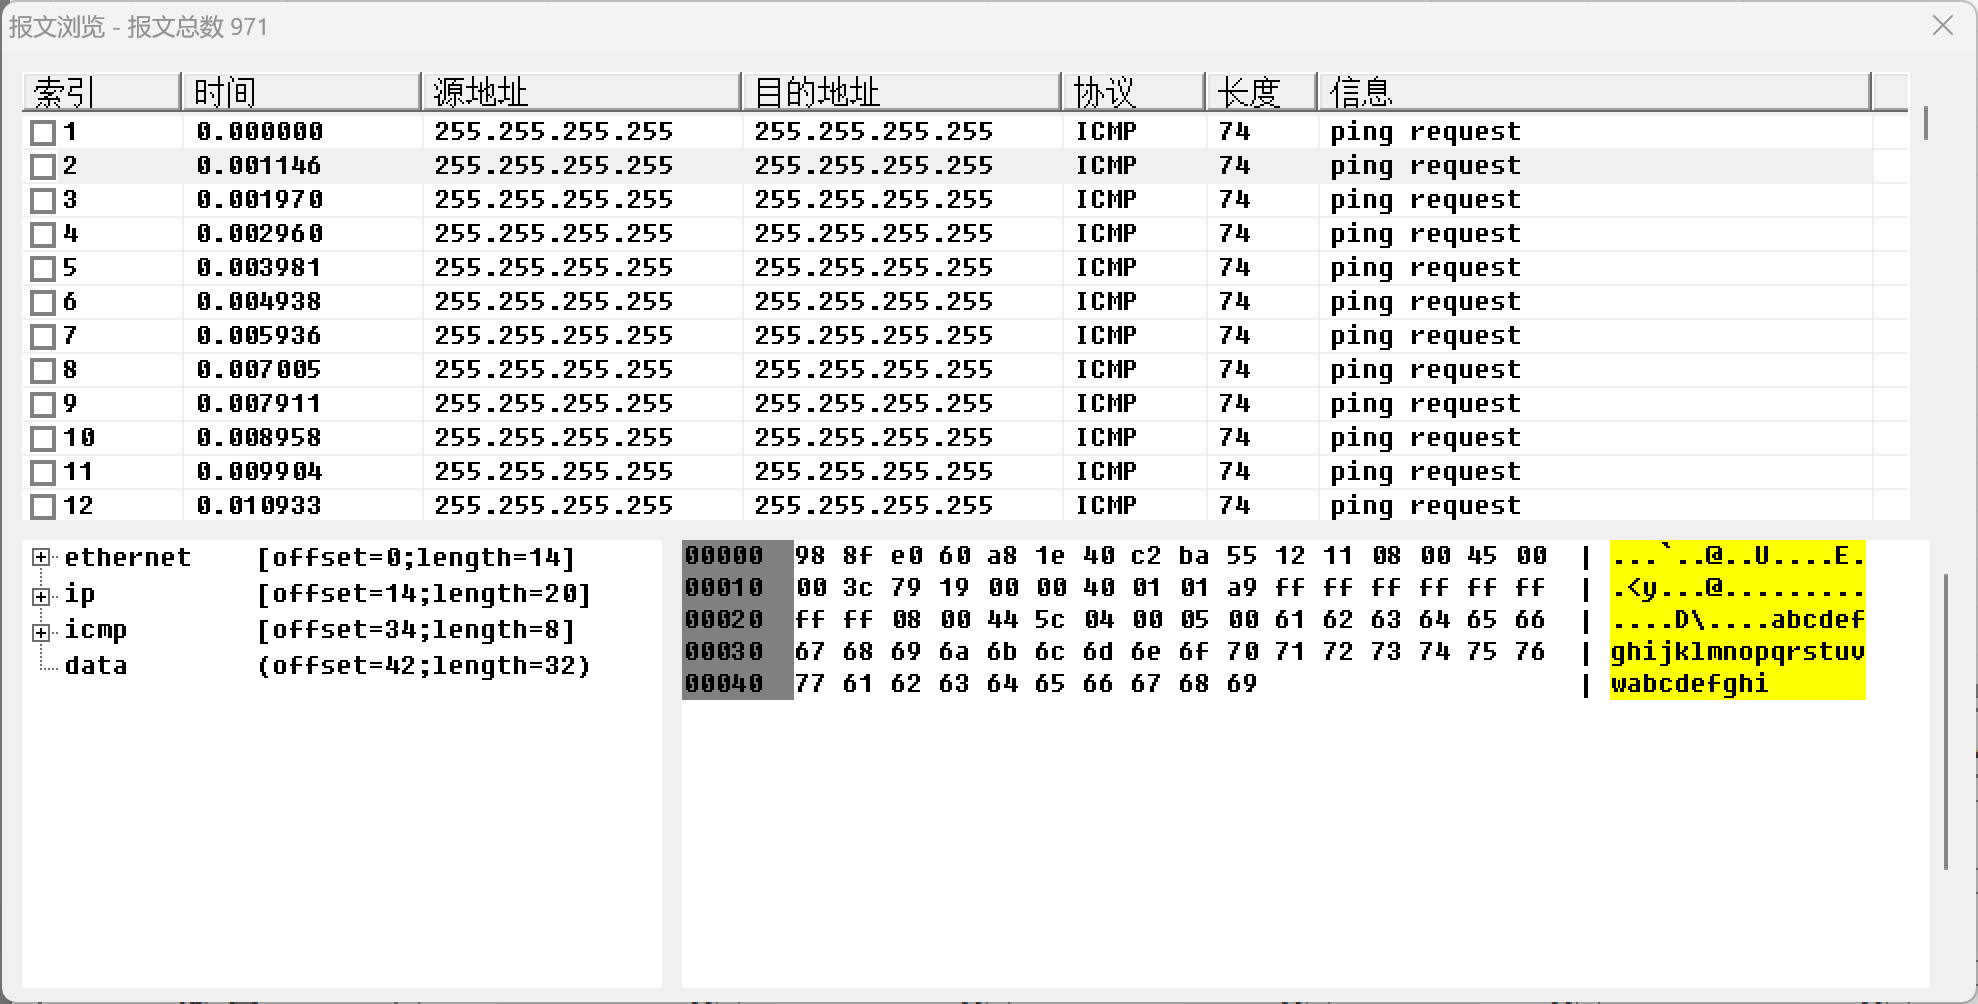 报文浏览 - 报文总数 971
索引 时间 源地址 目的地址 协议 长度 信息
1 0.000000 255.255.255.255 255.255.255.255 ICMP 74 ping request
2 0.001146 255.255.255.255 255.255.255.255 ICMP 74 ping request
3 0.001970 255.255.255.255 255.255.255.255 ICMP 74 ping request
4 0.002960 255.255.255.255 255.255.255.255 ICMP 74 ping request
5 0.003981 255.255.255.255 255.255.255.255 ICMP 74 ping request
6 0.004938 255.255.255.255 255.255.255.255 ICMP 74 ping request
7 0.005936 255.255.255.255 255.255.255.255 ICMP 74 ping request
8 0.007005 255.255.255.255 255.255.255.255 ICMP 74 ping request
9 0.007911 255.255.255.255 255.255.255.255 ICMP 74 ping request
10 0.008958 255.255.255.255 255.255.255.255 ICMP 74 ping request
11 0.009904 255.255.255.255 255.255.255.255 ICMP 74 ping request
12 0.010933 255.255.255.255 255.255.255.255 ICMP 74 ping request
ethernet [offset=0;length=14]
ip [offset=14;length=20]
icmp [offset=34;length=8]
data (offset=42;length=32)
00000 98 8f e0 60 a8 1e 40 c2 ba 55 12 11 08 00 45 00 | ...`..@..U....E.
00010 00 3c 79 19 00 00 40 01 01 a9 ff ff ff ff ff ff | .<y...@.........
00020 ff ff 08 00 44 5c 04 00 05 00 61 62 63 64 65 66 | ....D\....abcdef
00030 67 68 69 6a 6b 6c 6d 6e 6f 70 71 72 73 74 75 76 | ghijklmnopqrstuv
00040 77 61 62 63 64 65 66 67 68 69 | wabcdefghi